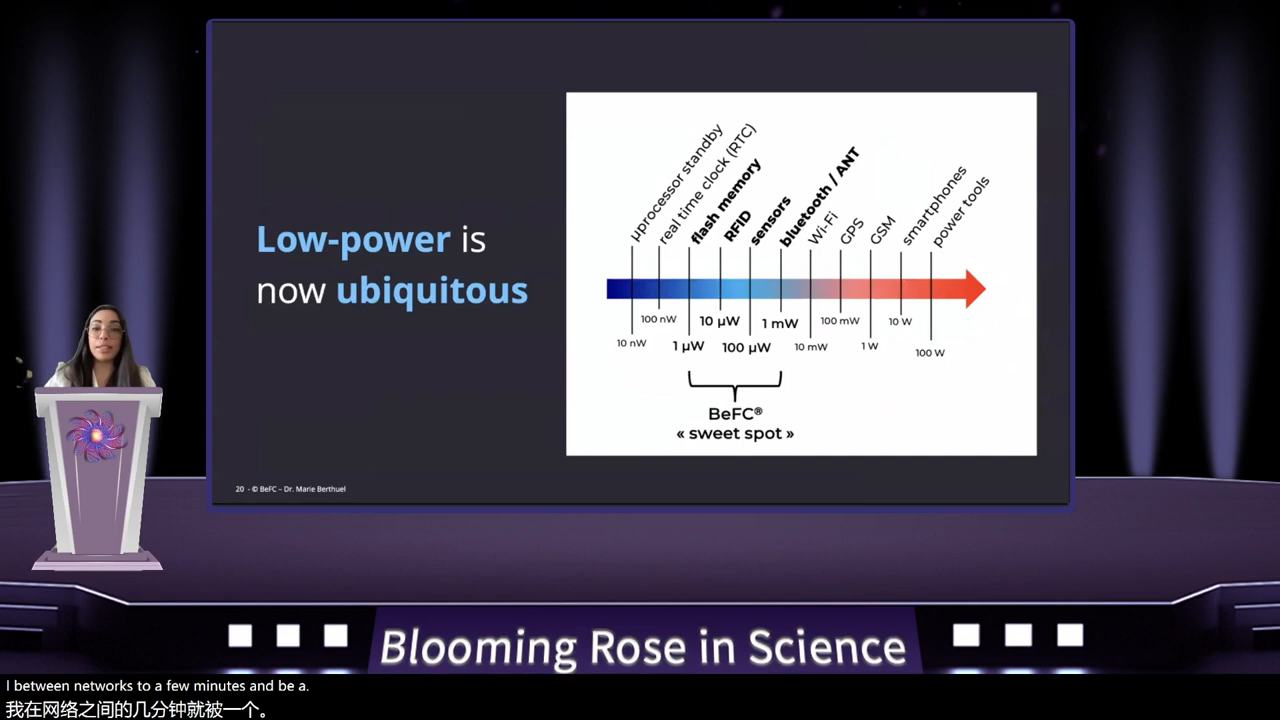 Low-power is
now ubiquitous
μprocessor standby
real time clock (RTC)
flash memory
RFID
sensors
bluetooth / ANT
Wi-Fi
GPS
GSM
smartphones
power tools
10 nW
100 nW
1 μW
10 μW
100 μW
1 mW
10 mW
100 mW
1 W
10 W
100 W
BeFC®
« sweet spot »
20 - © BeFC – Dr. Marie Berthuel
Blooming Rose in Science
I between networks to a few minutes and be a.
我在网络之间的几分钟就被一个。